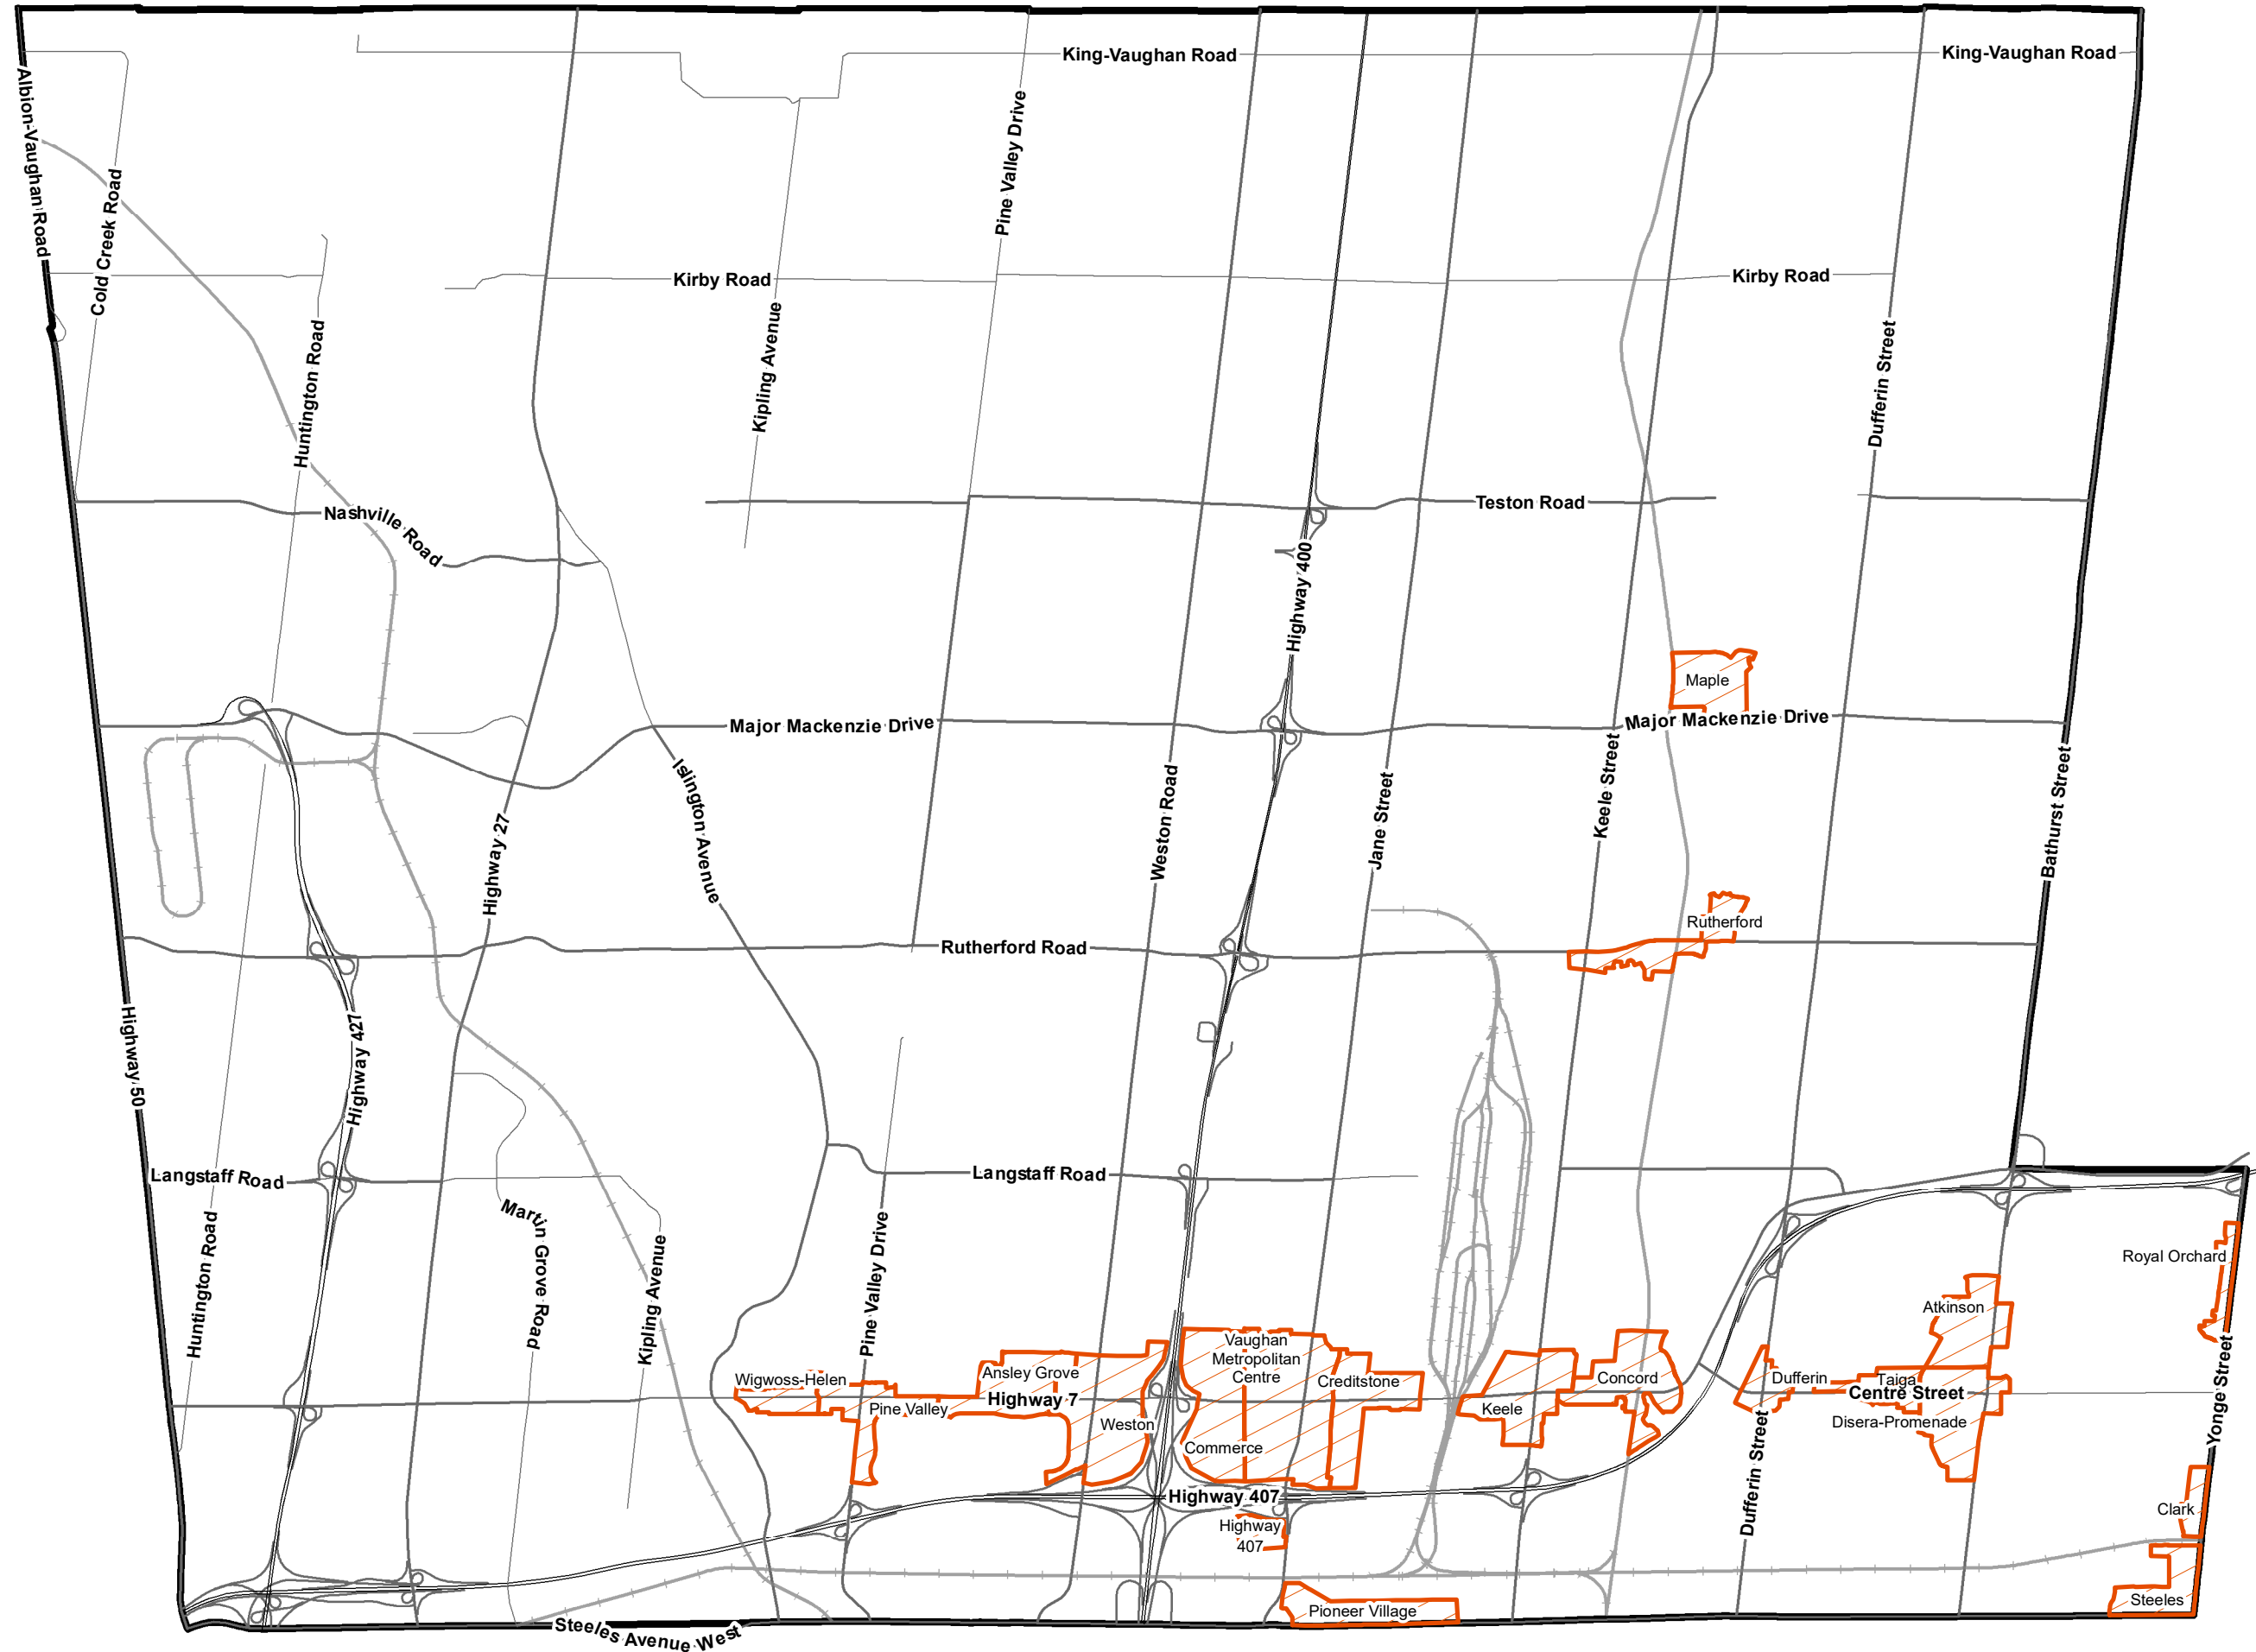 King-Vaughan Road
King-Vaughan Road
Albion-Vaughan Road
Cold Creek Road
Pine Valley Drive
Kirby Road
Kirby Road
Huntington Road
Kipling Avenue
Dufferin Street
Nashville Road
Teston Road
Highway 400
Maple
Major Mackenzie Drive
Major Mackenzie Drive
Islington Avenue
Highway 27
Weston Road
Jane Street
Keele Street
Bathurst Street
Rutherford
Rutherford Road
Highway 50
Highway 427
Langstaff Road
Langstaff Road
Huntington Road
Martin Grove Road
Kipling Avenue
Pine Valley Drive
Royal Orchard
Atkinson
Vaughan
Metropolitan
Centre
Wigwoss-Helen
Ansley Grove
Creditstone
Concord
Dufferin
Taiga
Centre Street
Highway 7
Pine Valley
Keele
Weston
Disera-Promenade
Commerce
Yonge Street
Dufferin Street
Highway 407
Clark
Highway
407
Pioneer Village
Steeles
Steeles Avenue West